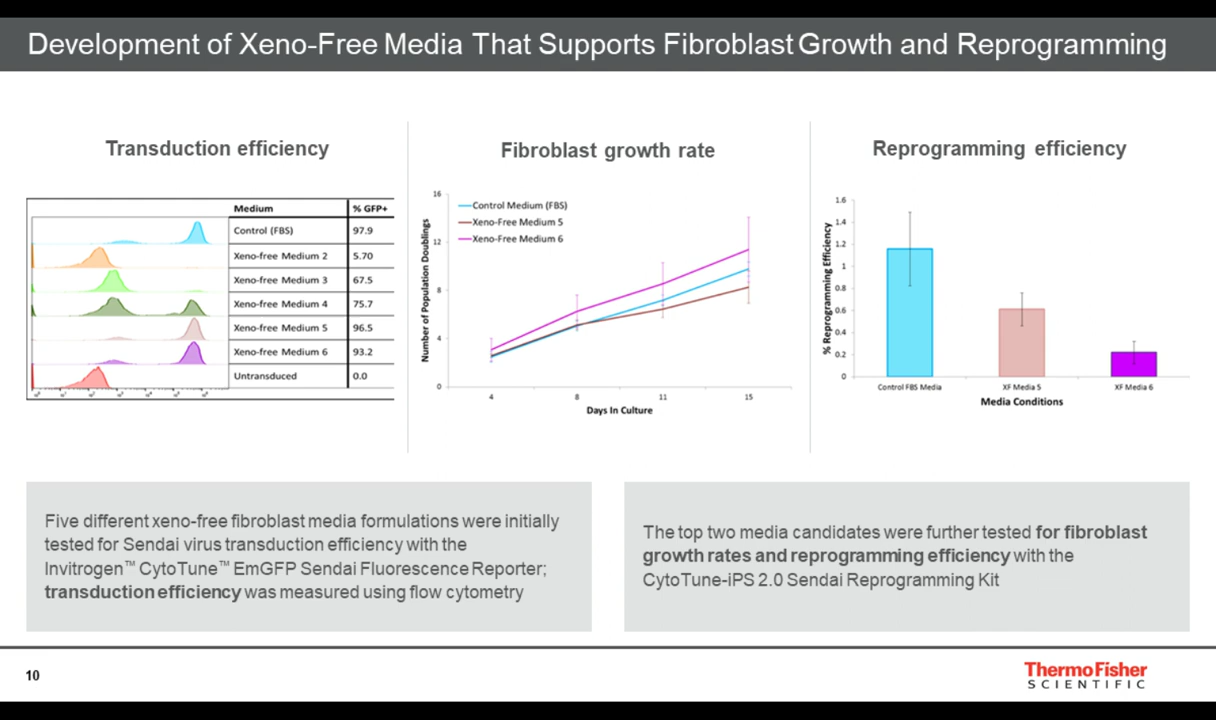 Development of Xeno-Free Media That Supports Fibroblast Growth and Reprogramming
Transduction efficiency
Medium % GFP+
Control (FBS) 97.9
Xeno-free Medium 2 5.70
Xeno-free Medium 3 67.5
Xeno-free Medium 4 75.7
Xeno-free Medium 5 96.5
Xeno-free Medium 6 93.2
Untransduced 0.0
Fibroblast growth rate
Number of Population Doublings
16
12
8
4
0
Control Medium (FBS)
Xeno-Free Medium 5
Xeno-Free Medium 6
4 8 11 15
Days In Culture
Reprogramming efficiency
% Reprogramming Efficiency
1.6
1.4
1.2
1
0.8
0.6
0.4
0.2
0
Control FBS Media XF Media 5 XF Media 6
Media Conditions
Five different xeno-free fibroblast media formulations were initially
tested for Sendai virus transduction efficiency with the
Invitrogen™ CytoTune™ EmGFP Sendai Fluorescence Reporter;
transduction efficiency was measured using flow cytometry
The top two media candidates were further tested for fibroblast
growth rates and reprogramming efficiency with the
CytoTune-iPS 2.0 Sendai Reprogramming Kit
10
ThermoFisher
SCIENTIFIC